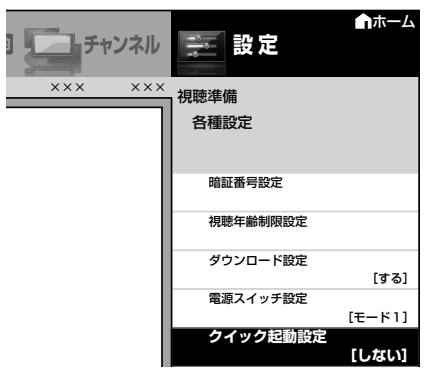 ホーム
チャンネル
設定
××× ×××
視聴準備
各種設定
暗証番号設定
視聴年齢制限設定
ダウンロード設定
[する]
電源スイッチ設定
[モード1]
クイック起動設定
[しない]